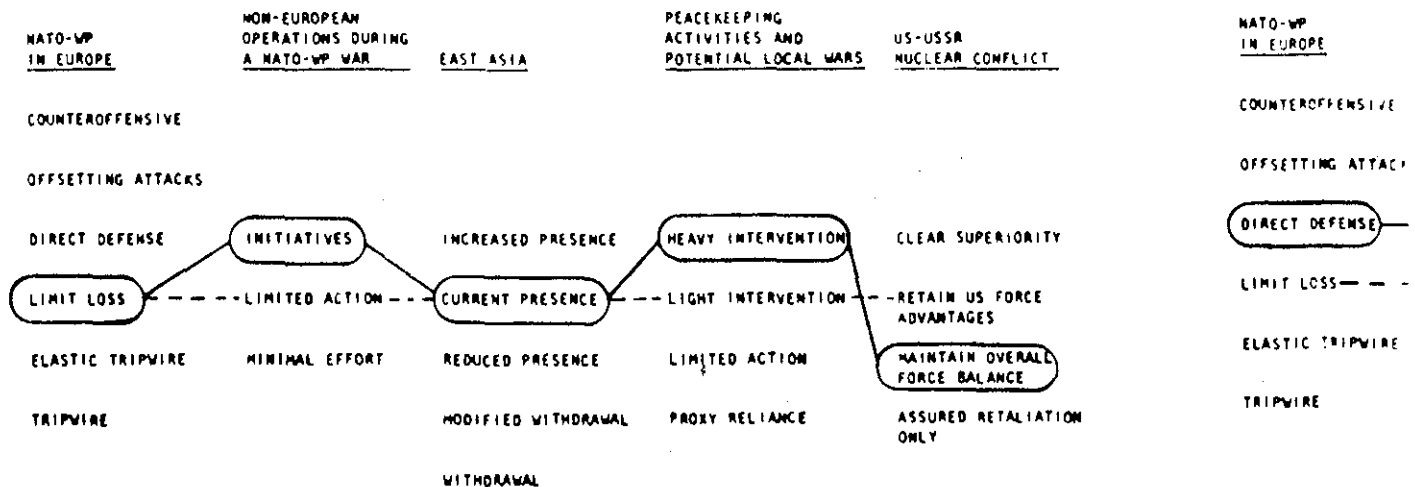 NATO-WP
IN EUROPE
COUNTEROFFENSIVE
OFFSETTING ATTACKS
DIRECT DEFENSE
LIMIT LOSS
ELASTIC TRIPWIRE
TRIPWIRE
NON-EUROPEAN
OPERATIONS DURING
A NATO-WP WAR
INITIATIVES
LIMITED ACTION
MINIMAL EFFORT
EAST ASIA
INCREASED PRESENCE
CURRENT PRESENCE
REDUCED PRESENCE
MODIFIED WITHDRAWAL
WITHDRAWAL
PEACEKEEPING
ACTIVITIES AND
POTENTIAL LOCAL WARS
HEAVY INTERVENTION
LIGHT INTERVENTION
LIMITED ACTION
PROXY RELIANCE
US-USSR
NUCLEAR CONFLICT
CLEAR SUPERIORITY
RETAIN US FORCE
ADVANTAGES
MAINTAIN OVERALL
FORCE BALANCE
ASSURED RETALIATION
ONLY
NATO-WP
IN EUROPE
COUNTEROFFENSIVE
OFFSETTING ATTAC
DIRECT DEFENSE
LIMIT LOSS
ELASTIC TRIPWIRE
TRIPWIRE